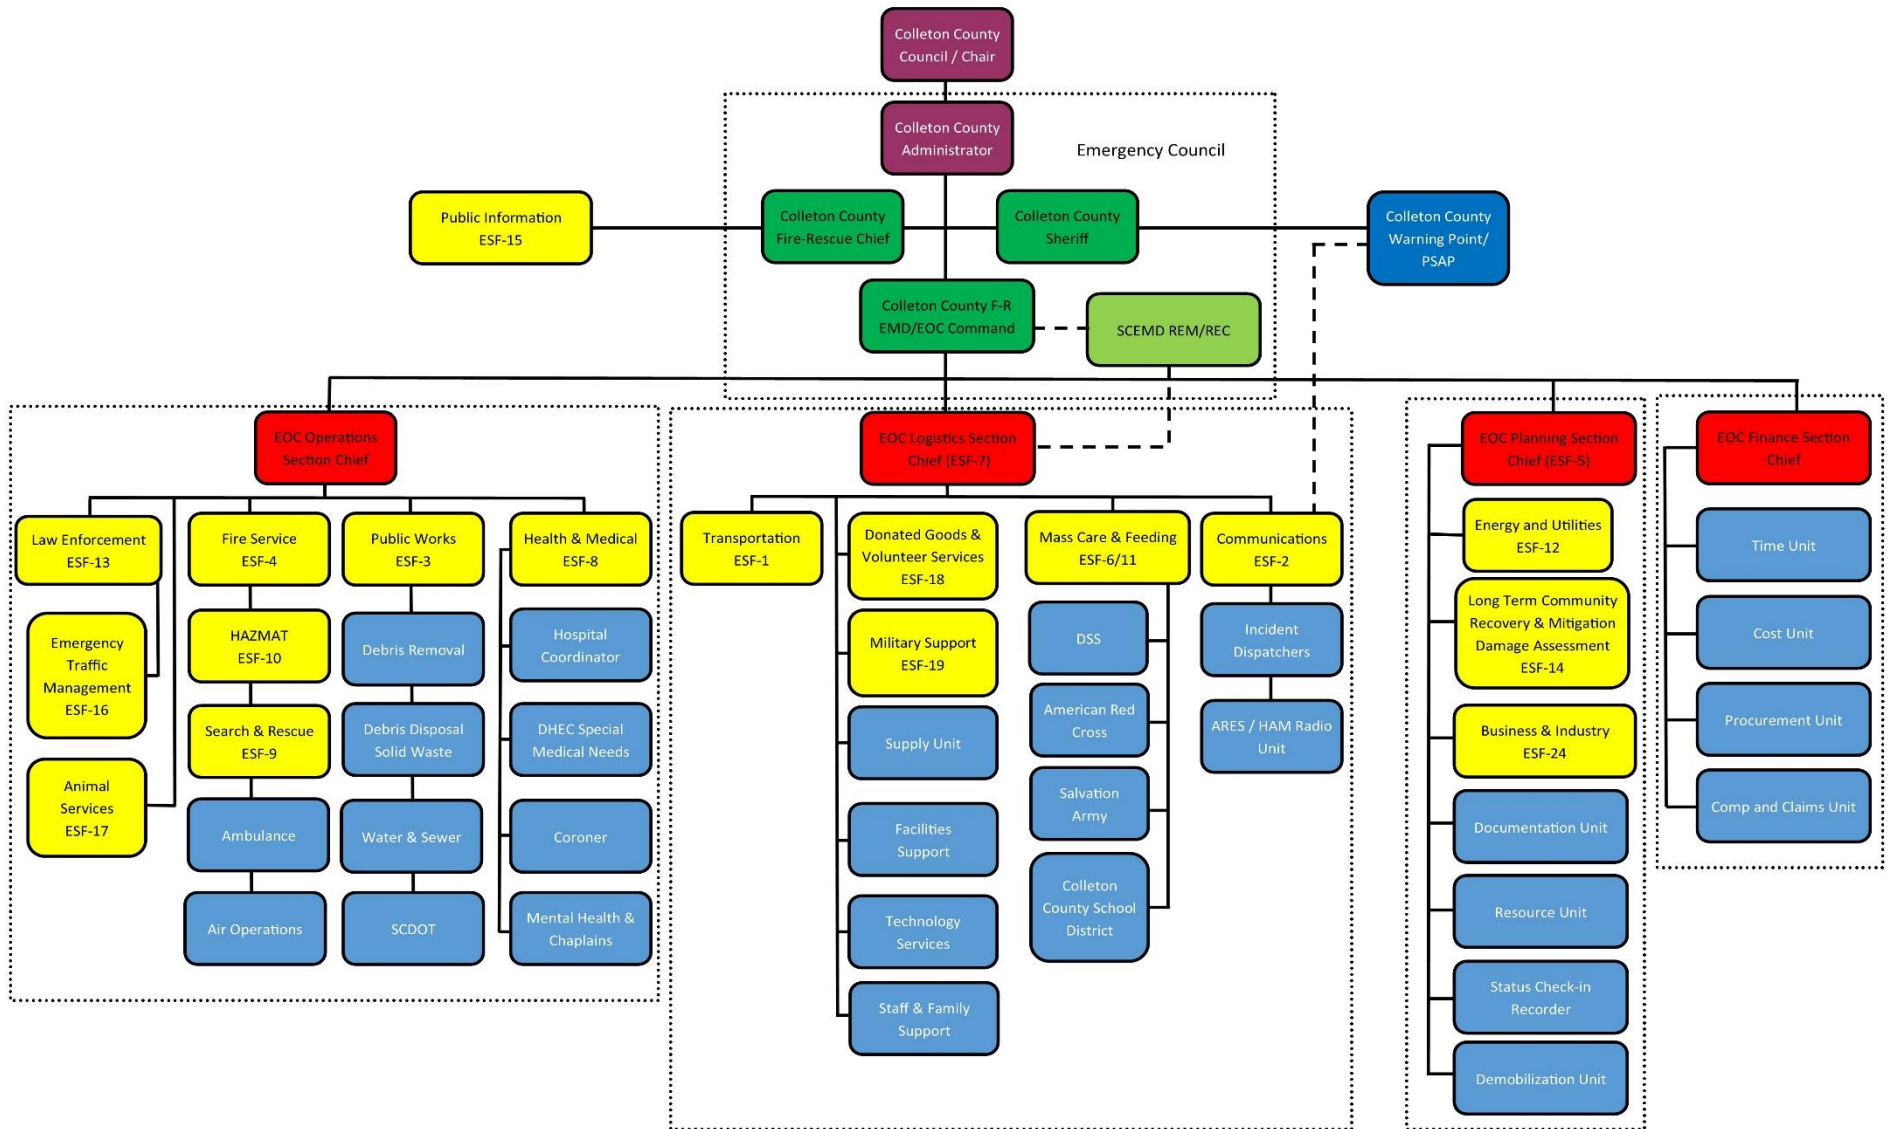 Colleton County
Council / Chair
Colleton County
Administrator
Emergency Council
Public Information
ESF-15
Colleton County
Fire-Rescue Chief
Colleton County
Sheriff
Colleton County
Warning Point/
PSAP
Colleton County F-R
EMD/EOC Command
SCEMD REM/REC
EOC Operations
Section Chief
EOC Logistics Section
Chief (ESF-7)
EOC Planning Section
Chief (ESF-5)
EOC Finance Section
Chief
Law Enforcement
ESF-13
Emergency
Traffic
Management
ESF-16
Animal
Services
ESF-17
Fire Service
ESF-4
HAZMAT
ESF-10
Search & Rescue
ESF-9
Ambulance
Air Operations
Public Works
ESF-3
Debris Removal
Debris Disposal
Solid Waste
Water & Sewer
SCDOT
Health & Medical
ESF-8
Hospital
Coordinator
DHEC Special
Medical Needs
Coroner
Mental Health &
Chaplains
Transportation
ESF-1
Donated Goods &
Volunteer Services
ESF-18
Military Support
ESF-19
Supply Unit
Facilities
Support
Technology
Services
Staff & Family
Support
Mass Care & Feeding
ESF-6/11
DSS
American Red
Cross
Salvation
Army
Colleton
County School
District
Communications
ESF-2
Incident
Dispatchers
ARES / HAM Radio
Unit
Energy and Utilities
ESF-12
Long Term Community
Recovery & Mitigation
Damage Assessment
ESF-14
Business & Industry
ESF-24
Documentation Unit
Resource Unit
Status Check-in
Recorder
Demobilization Unit
Time Unit
Cost Unit
Procurement Unit
Comp and Claims Unit